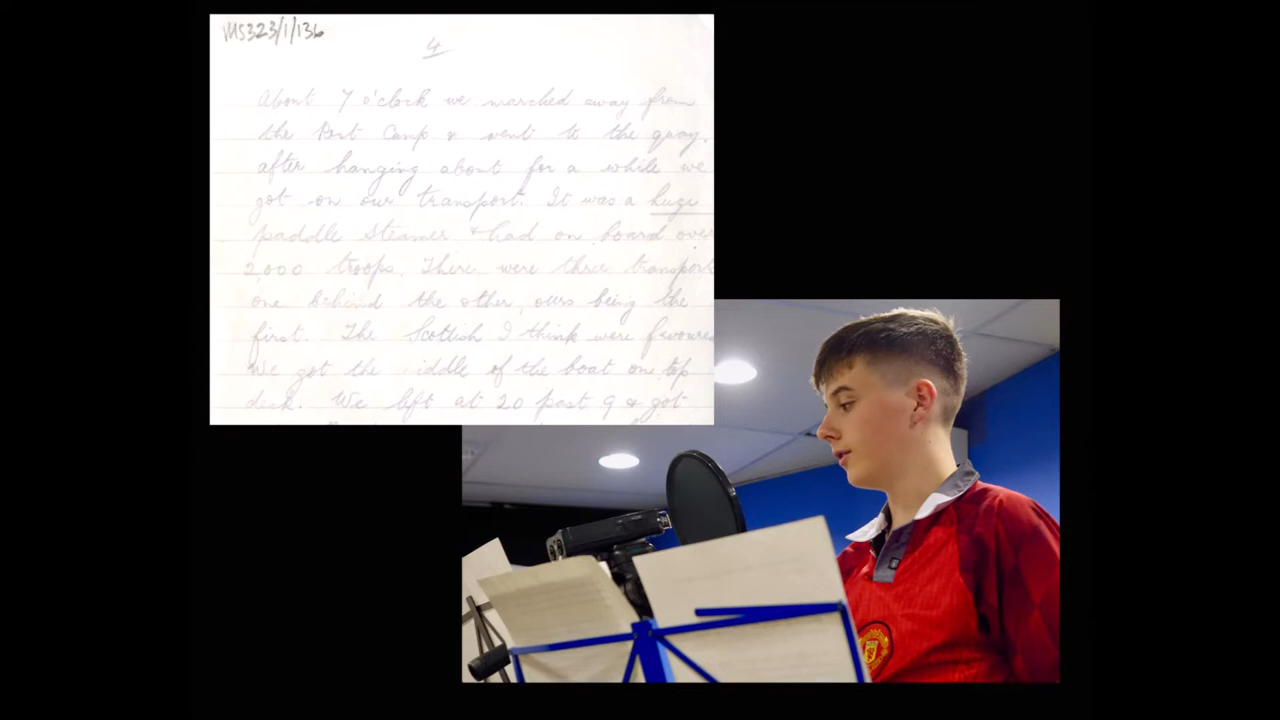 MS323/1/136
4
About 7 o'clock we marched away from
the Rest Camp & went to the quay.
after hanging about for a while we
got on our transport. It was a huge
paddle steamer & had on board over
2,000 troops. There were three transport
one behind the other, ours being the
first. The Scottish I think were favoured
We got the iddle of the boat on top
deck. We left at 20 past 9 & got